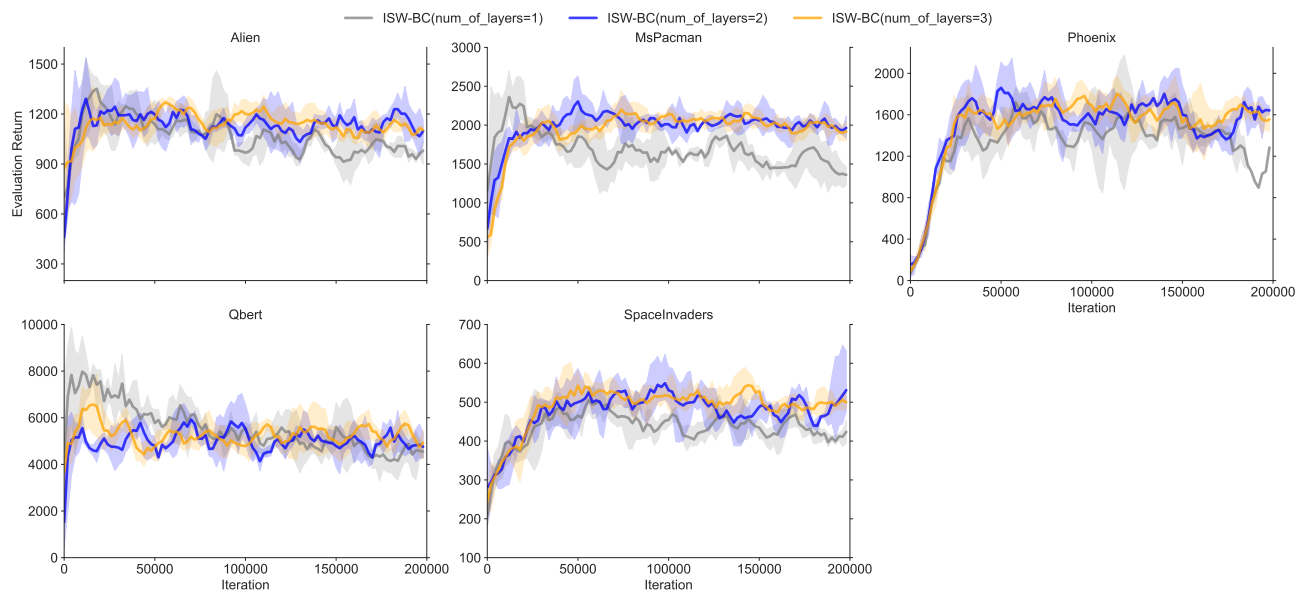 ISW-BC(num_of_layers=1) ISW-BC(num_of_layers=2) ISW-BC(num_of_layers=3)
Alien
MsPacman
Phoenix
Evaluation Return
1500
1200
900
600
300
3000
2500
2000
1500
1000
500
0
2000
1600
1200
800
400
0
0 50000 100000 150000 200000
Iteration
Qbert
SpaceInvaders
10000
8000
6000
4000
2000
0
0 50000 100000 150000 200000
Iteration
700
600
500
400
300
200
100
0 50000 100000 150000 200000
Iteration